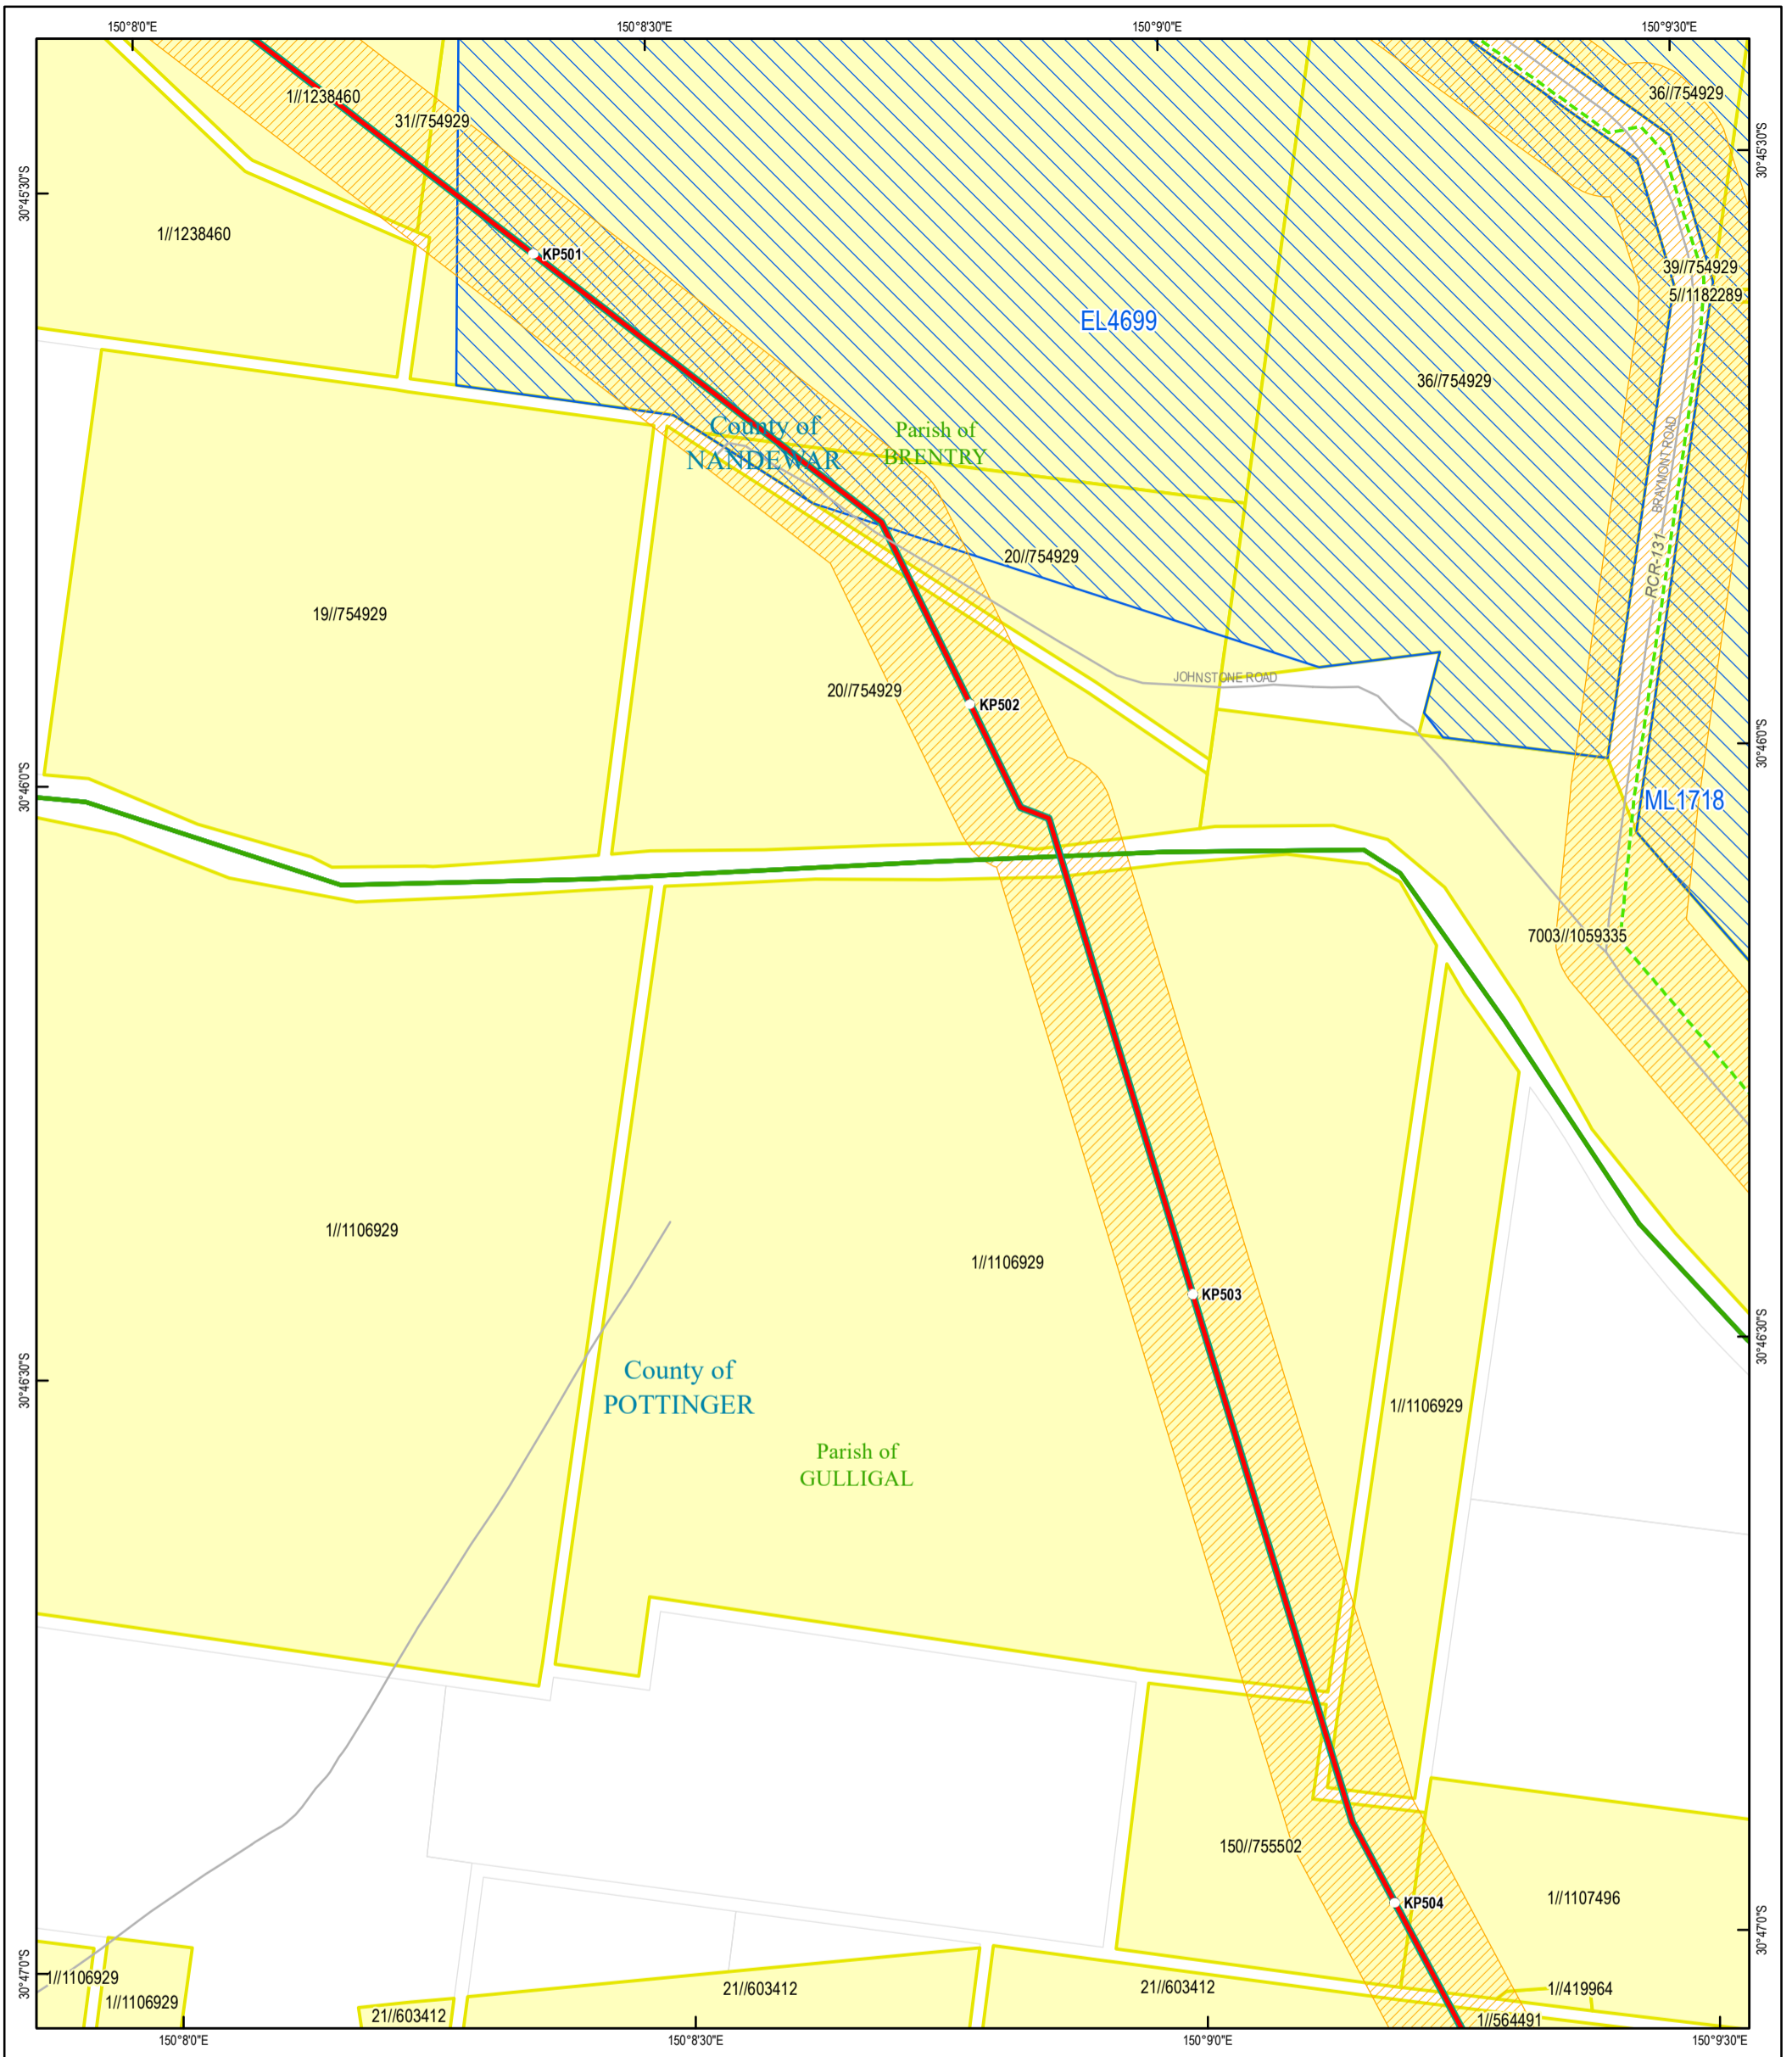 150°8'0"E
150°8'30"E
150°9'0"E
150°9'30"E
1//1238460
31//754929
36//754929
30°45'30"S
30°45'30"S
1//1238460
KP501
39//754929
5//1182289
EL4699
36//754929
County of
NANDEWAR
Parish of
BRENTRY
BRAYMONT ROAD
RCR-131
20//754929
19//754929
JOHNSTONE ROAD
20//754929
KP502
30°46'0"S
30°46'0"S
ML1718
7003//1059335
1//1106929
1//1106929
KP503
30°46'30"S
30°46'30"S
County of
POTTINGER
1//1106929
Parish of
GULLIGAL
150//755502
1//1107496
KP504
30°47'0"S
30°47'0"S
1//1106929
1//1106929
21//603412
21//603412
21//603412
1//419964
1//564491
150°8'0"E
150°8'30"E
150°9'0"E
150°9'30"E